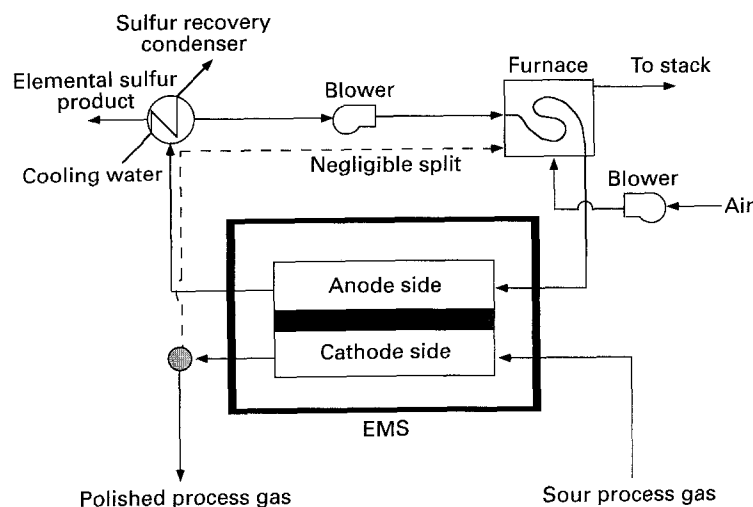 Sulfur recovery
condenser
Elemental sulfur
product
Blower
Furnace
To stack
Cooling water
Negligible split
Blower
Air
Anode side
Cathode side
EMS
Polished process gas
Sour process gas